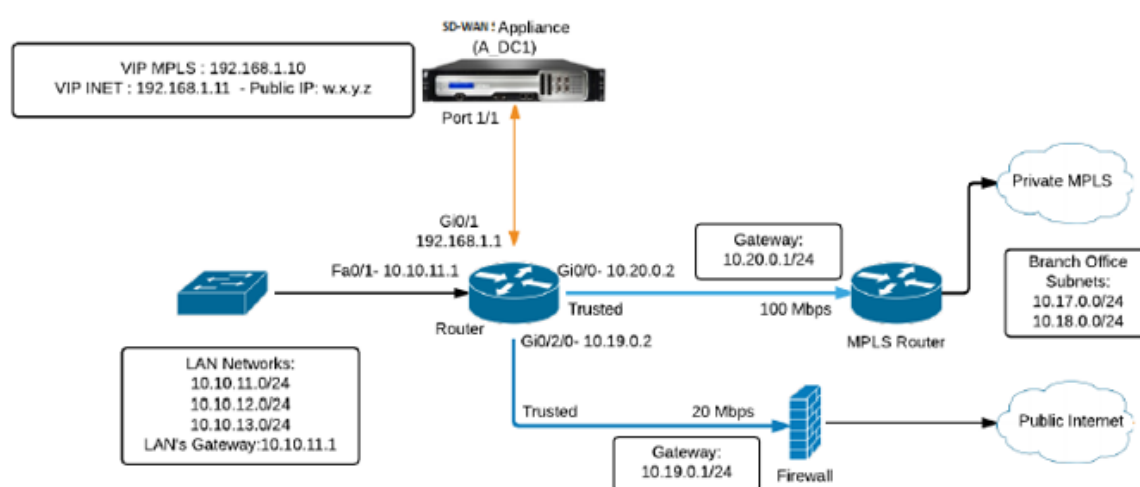 SD-WAN: Appliance
(A_DC1)
VIP MPLS : 192.168.1.10
VIP INET : 192.168.1.11 - Public IP: w.x.y.z
Port 1/1
Private MPLS
Gi0/1
192.168.1.1
Gateway:
10.20.0.1/24
Fa0/1- 10.10.11.1
Gi0/0- 10.20.0.2
Branch Office
Subnets:
10.17.0.0/24
10.18.0.0/24
Trusted
100 Mbps
Router
MPLS Router
Gi0/2/0- 10.19.0.2
LAN Networks:
10.10.11.0/24
10.10.12.0/24
10.10.13.0/24
LAN's Gateway:10.10.11.1
Trusted
20 Mbps
Public Internet
Gateway:
10.19.0.1/24
Firewall